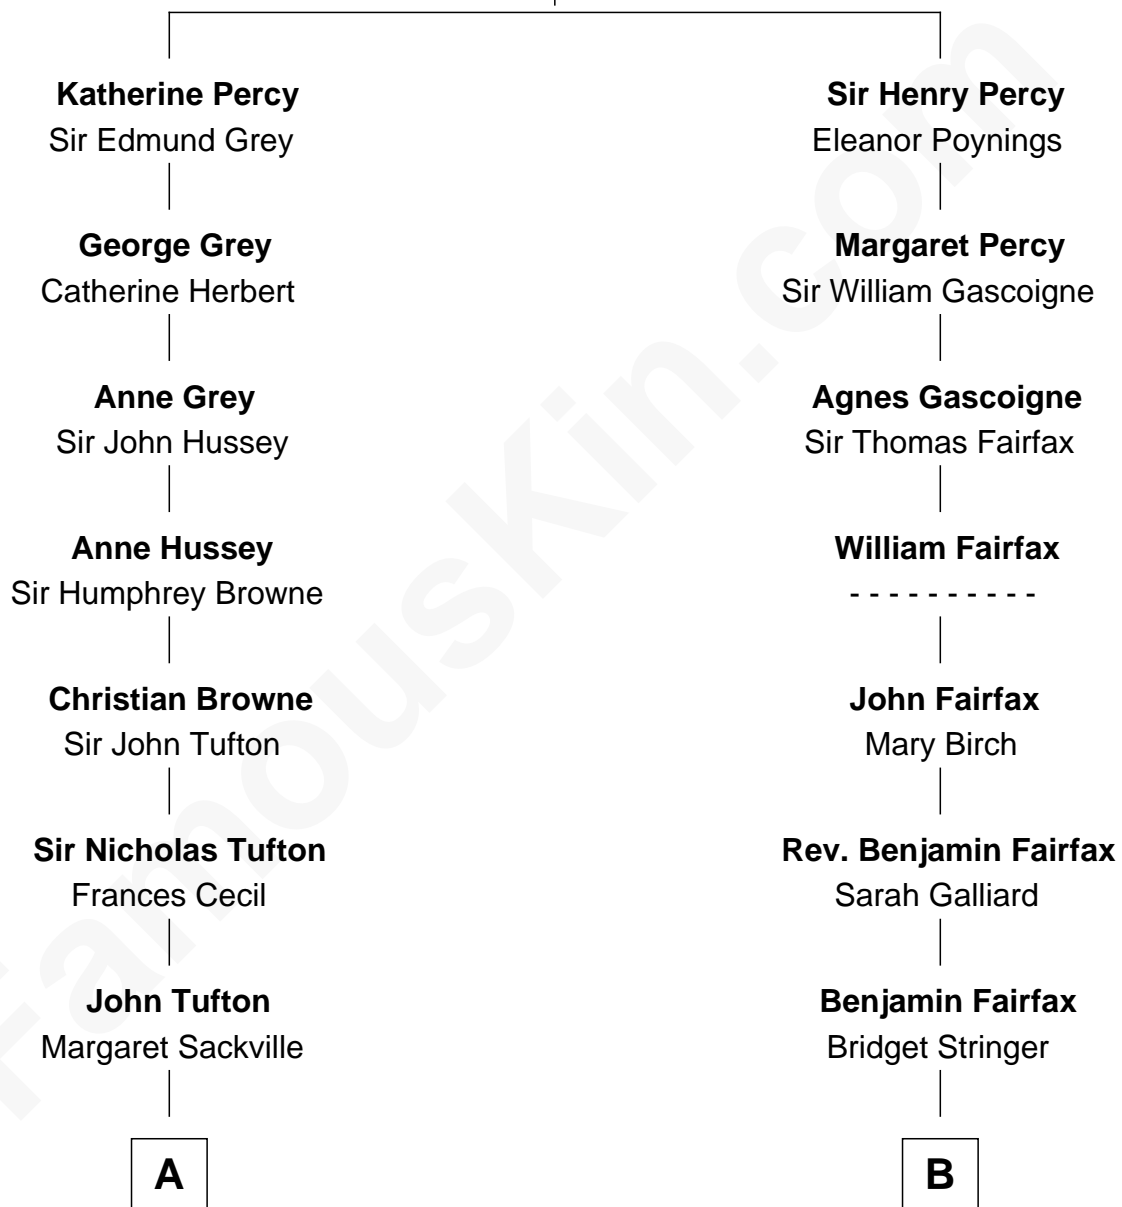 Katherine Percy
Sir Edmund Grey
George Grey
Catherine Herbert
Anne Grey
Sir John Hussey
Anne Hussey
Sir Humphrey Browne
Christian Browne
Sir John Tufton
Sir Nicholas Tufton
Frances Cecil
John Tufton
Margaret Sackville
A
Sir Henry Percy
Eleanor Poynings
Margaret Percy
Sir William Gascoigne
Agnes Gascoigne
Sir Thomas Fairfax
William Fairfax
- - - - - - - - - -
John Fairfax
Mary Birch
Rev. Benjamin Fairfax
Sarah Galliard
Benjamin Fairfax
Bridget Stringer
B
FamousKin.com